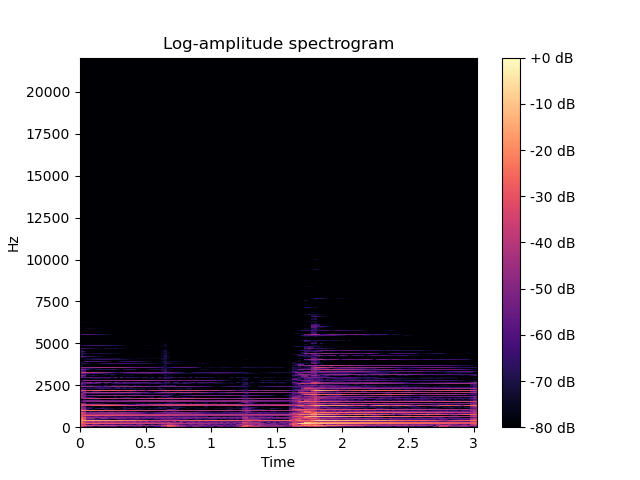 Log-amplitude spectrogram
Hz
20000
17500
15000
12500
10000
7500
5000
2500
0
0
0.5
1
1.5
2
2.5
3
Time
+0 dB
-10 dB
-20 dB
-30 dB
-40 dB
-50 dB
-60 dB
-70 dB
-80 dB